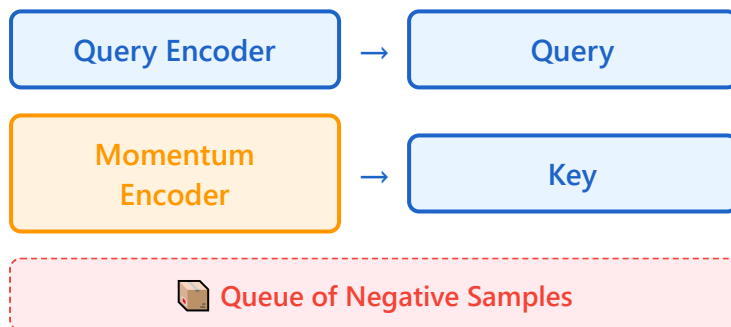 Query Encoder → Query
Momentum
Encoder → Key
📦 Queue of Negative Samples